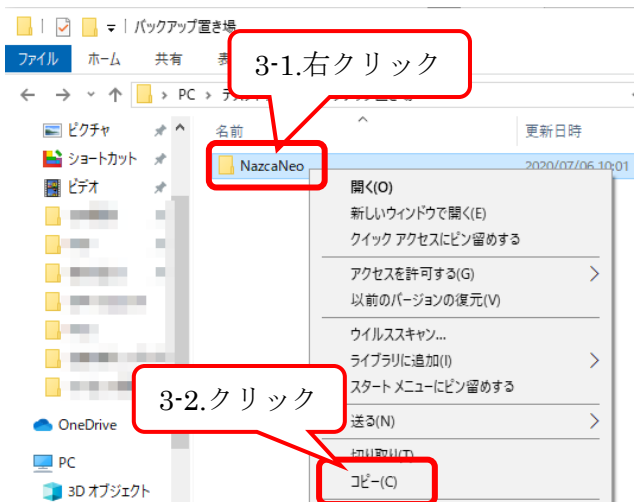 バックアップ置き場
ファイル ホーム 共有
3-1.右クリック
PC
ピクチャ
名前 更新日時
ショートカット
NazcaNeo 2020/07/06 10:01
ビデオ
開く(O)
新しいウィンドウで開く(E)
クイック アクセスにピン留めする
アクセスを許可する(G)
以前のバージョンの復元(V)
ウイルススキャン...
ライブラリに追加(I)
スタート メニューにピン留めする
3-2.クリック
OneDrive
送る(N)
切り取り(T)
PC
コピー(C)
3D オブジェクト